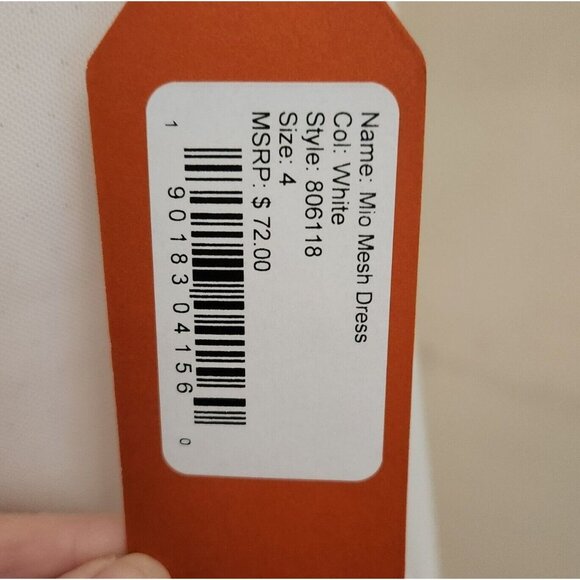 Name: Mio Mesh Dress
Col: White
Style: 806118
Size: 4
MSRP: $ 72.00
1 90183 04156 0